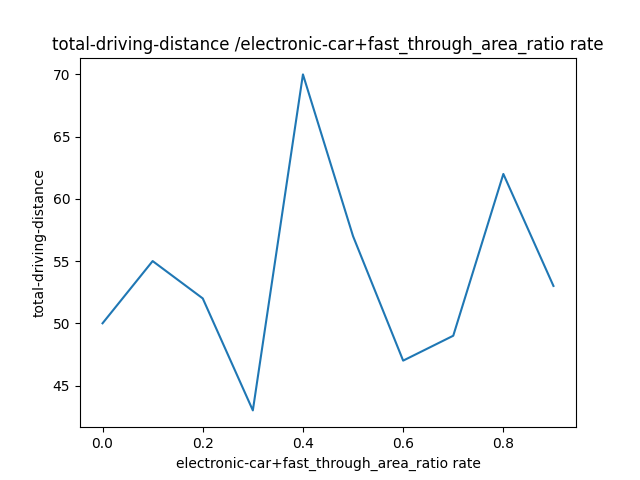 total-driving-distance /electronic-car+fast_through_area_ratio rate
70
65
60
55
50
45
total-driving-distance
0.0 0.2 0.4 0.6 0.8
electronic-car+fast_through_area_ratio rate